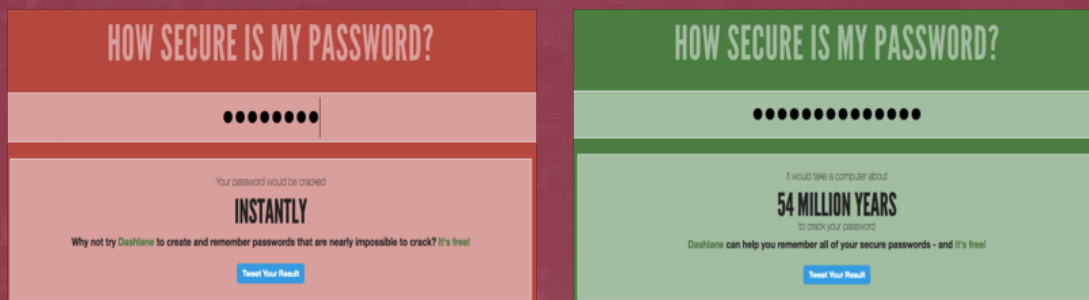 HOW SECURE IS MY PASSWORD?
••••••••
Your password would be cracked
INSTANTLY
Why not try Dashlane to create and remember passwords that are nearly impossible to crack? It's free!
Tweet Your Result
HOW SECURE IS MY PASSWORD?
••••••••••••••
It would take a computer about
54 MILLION YEARS
to crack your password
Dashlane can help you remember all of your secure passwords - and it's free!
Tweet Your Result